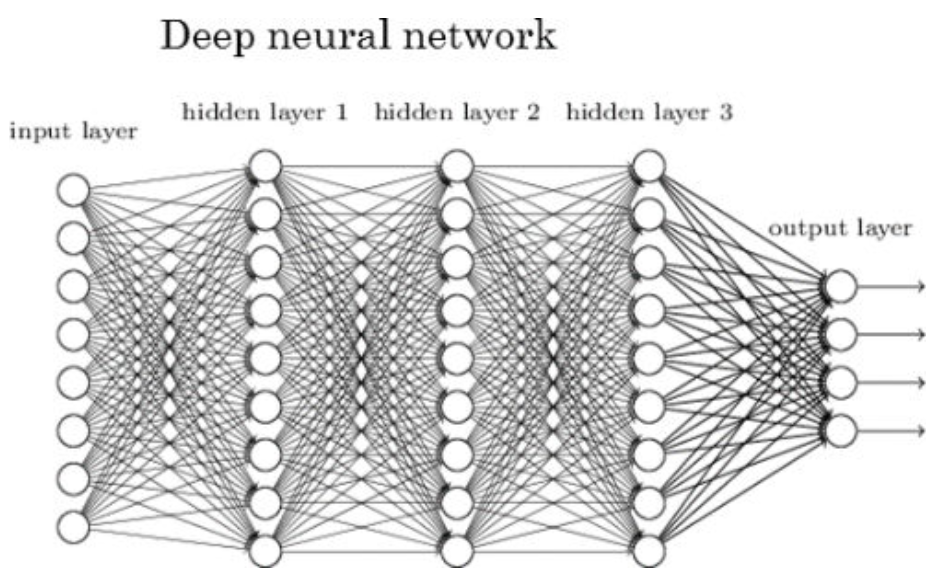 Deep neural network
hidden layer 1 hidden layer 2 hidden layer 3
input layer
output layer